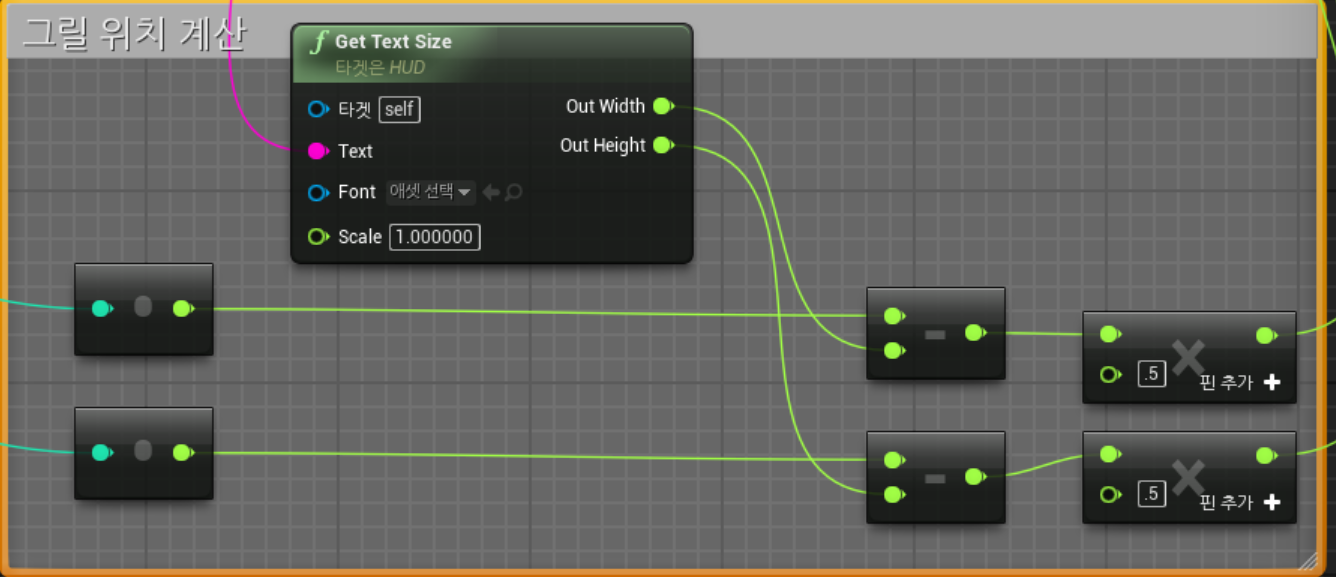 그릴 위치 계산
f Get Text Size
타겟은 HUD
타겟 self
Out Width
Text
Out Height
Font 애셋 선택
Scale 1.000000
-
.5
핀 추가 +
-
.5
핀 추가 +